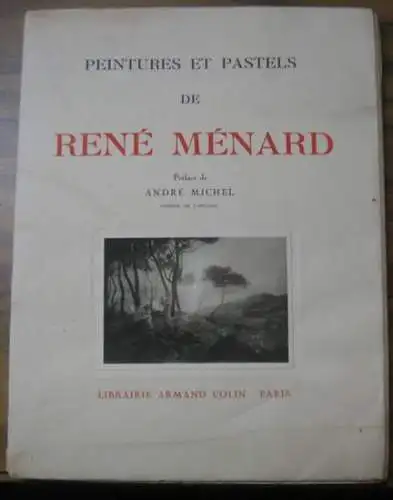 PEINTURES ET PASTELS
DE
RENÉ MÉNARD
Préface de
ANDRÉ MICHEL
LIBRAIRIE ARMAND COLIN PARIS